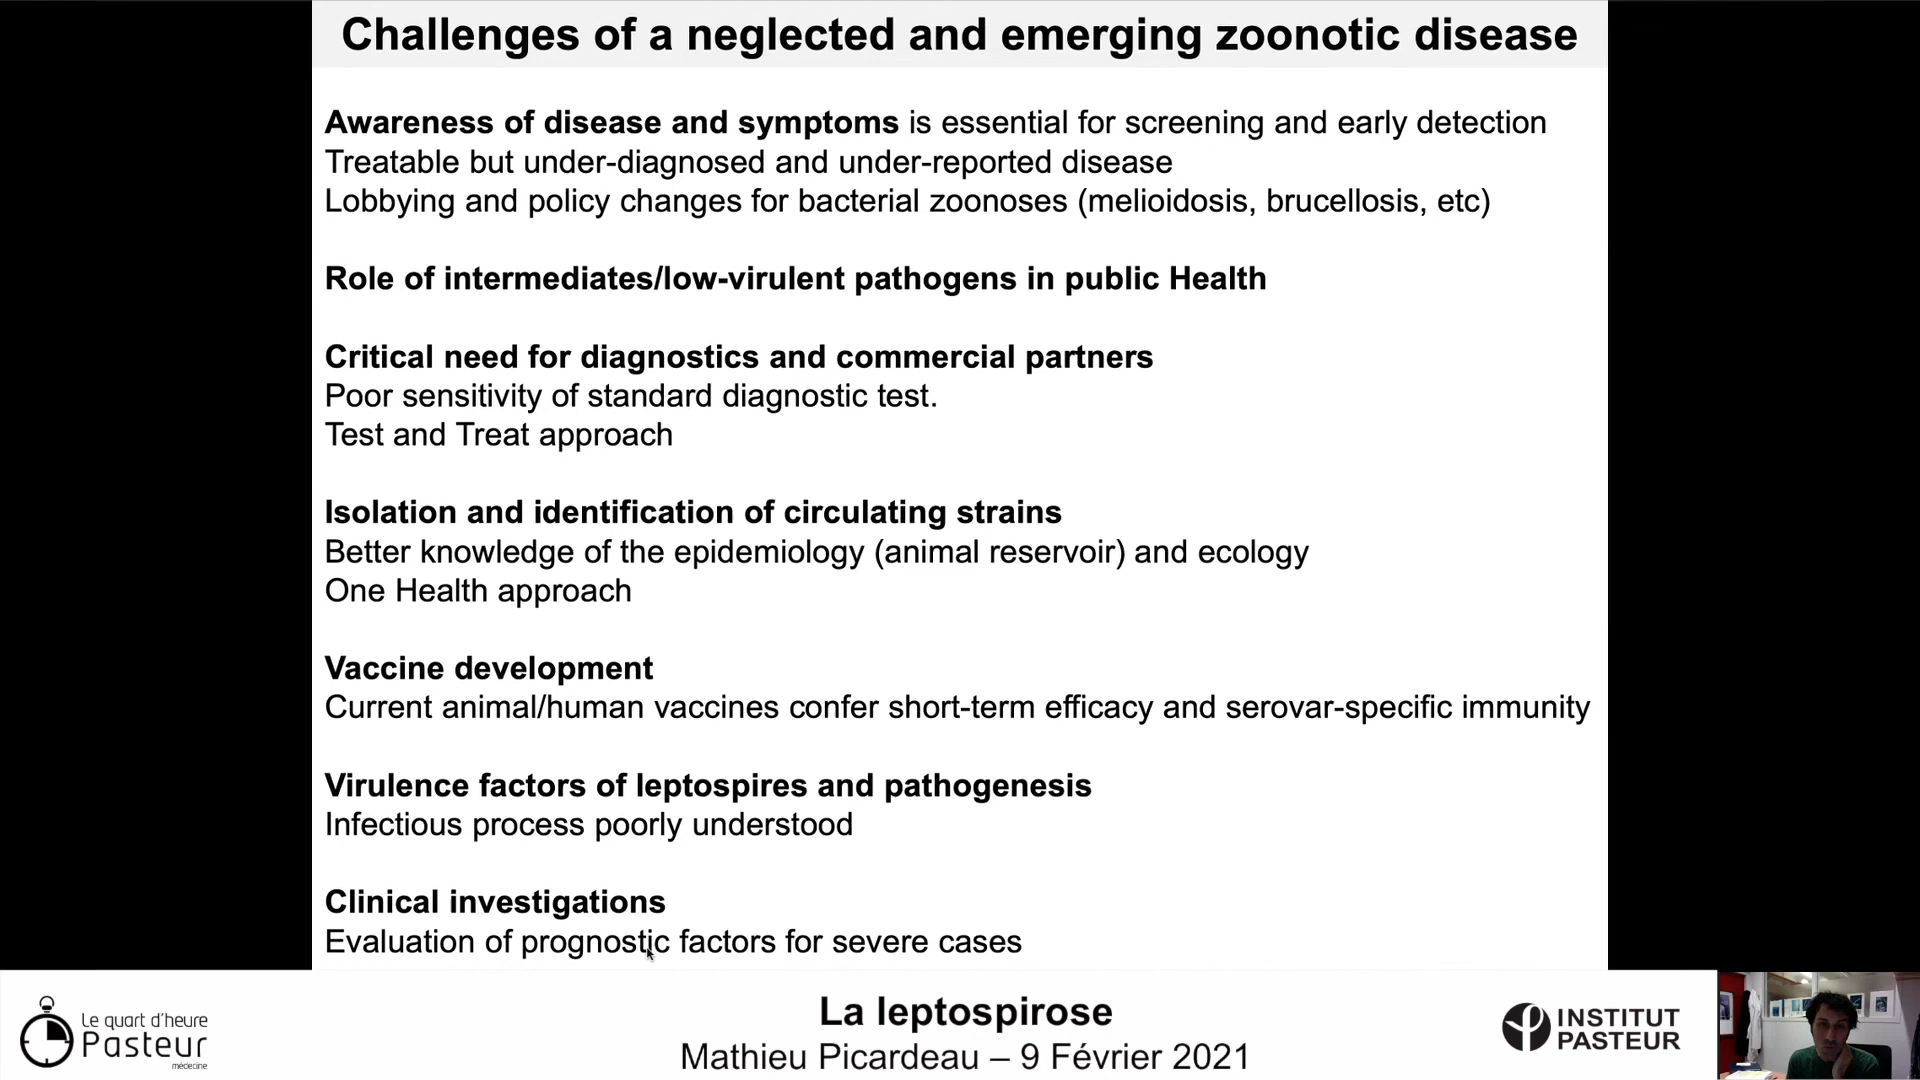 Challenges of a neglected and emerging zoonotic disease
Awareness of disease and symptoms is essential for screening and early detection
Treatable but under-diagnosed and under-reported disease
Lobbying and policy changes for bacterial zoonoses (melioidosis, brucellosis, etc)
Role of intermediates/low-virulent pathogens in public Health
Critical need for diagnostics and commercial partners
Poor sensitivity of standard diagnostic test.
Test and Treat approach
Isolation and identification of circulating strains
Better knowledge of the epidemiology (animal reservoir) and ecology
One Health approach
Vaccine development
Current animal/human vaccines confer short-term efficacy and serovar-specific immunity
Virulence factors of leptospires and pathogenesis
Infectious process poorly understood
Clinical investigations
Evaluation of prognostic factors for severe cases
Le quart d'heure
Pasteur
médecine
La leptospirose
Mathieu Picardeau – 9 Février 2021
INSTITUT
PASTEUR